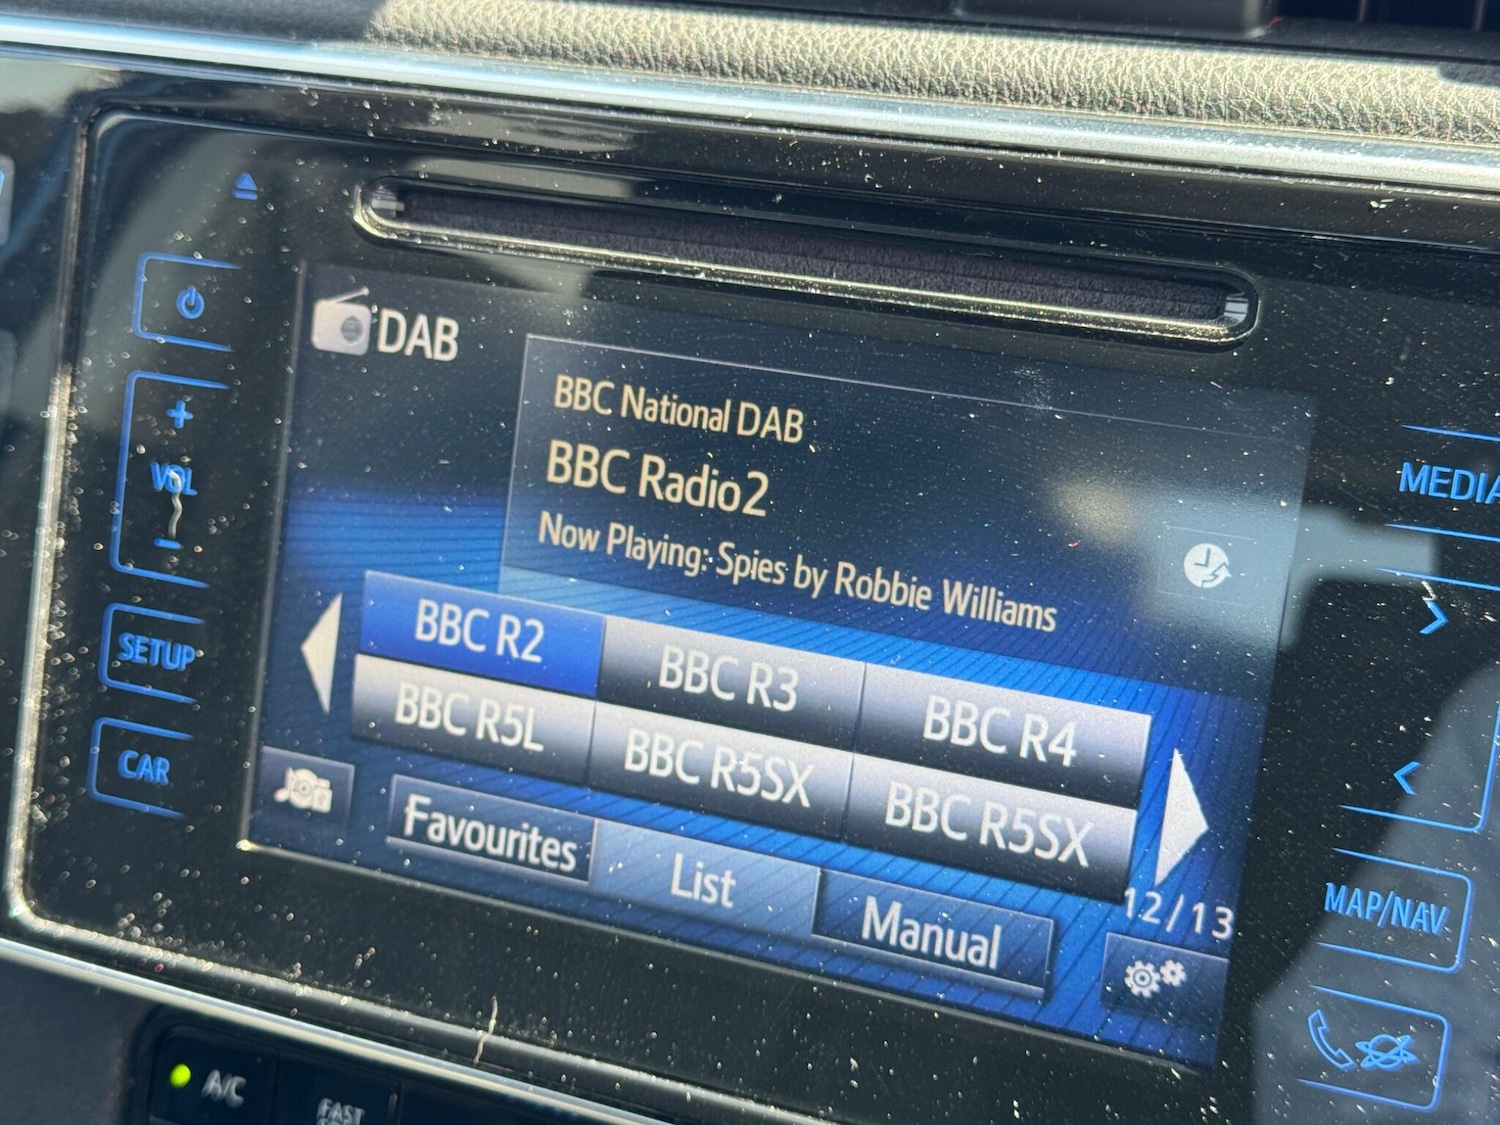 DAB
BBC National DAB
BBC Radio2
Now Playing: Spies by Robbie Williams
BBC R2
BBC R3
BBC R4
BBC R5L
BBC R5SX
BBC R5SX
Favourites
List
Manual
12/13
+
VOL
-
SETUP
CAR
MEDIA
>
<
MAP/NAV
A/C
FAST